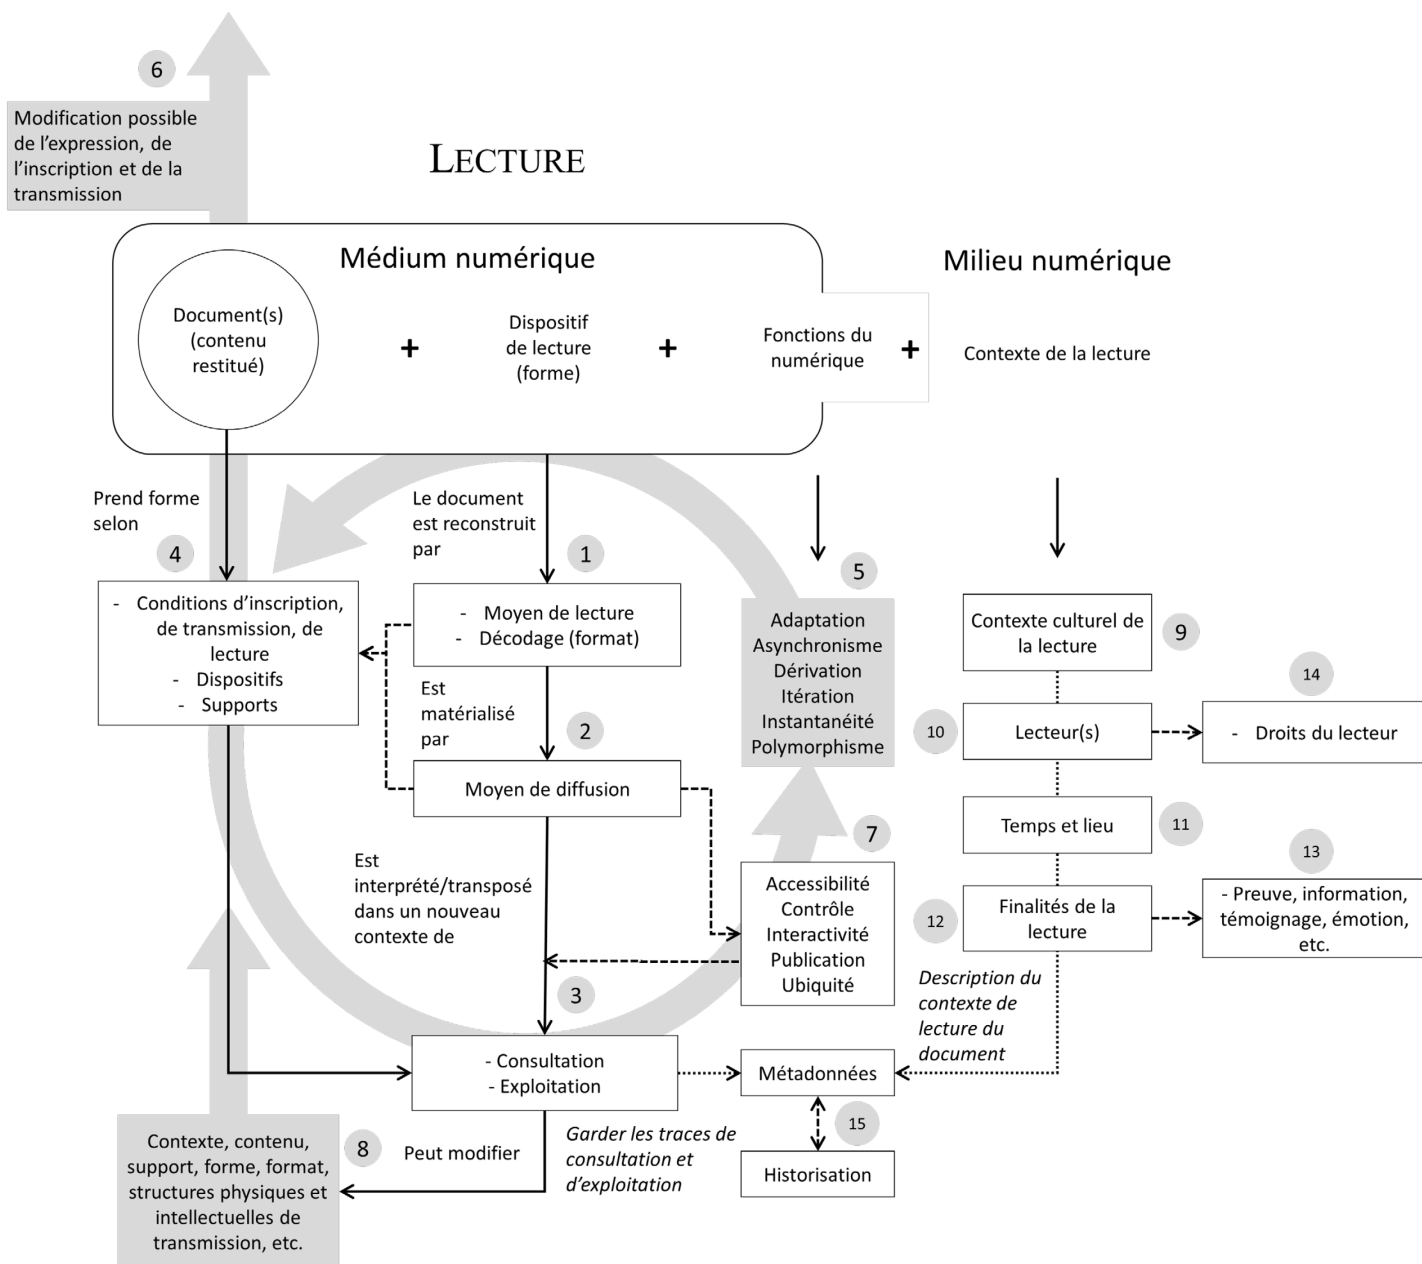 6
Modification possible
de l’expression, de
l’inscription et de la
transmission
LECTURE
Médium numérique
Milieu numérique
Document(s)
(contenu
restitué)
+
Dispositif
de lecture
(forme)
+
Fonctions du
numérique
+
Contexte de la lecture
Prend forme
selon
4
Le document
est reconstruit
par
1
5
- Conditions d’inscription,
de transmission, de
lecture
- Dispositifs
- Supports
- Moyen de lecture
- Décodage (format)
Adaptation
Asynchronisme
Dérivation
Itération
Instantanéité
Polymorphisme
Contexte culturel de
la lecture
9
14
Est
matérialisé
par
2
10
Lecteur(s)
- Droits du lecteur
Moyen de diffusion
Temps et lieu
11
7
13
Est
interprété/transposé
dans un nouveau
contexte de
Accessibilité
Contrôle
Interactivité
Publication
Ubiquité
12
Finalités de la
lecture
- Preuve, information,
témoignage, émotion,
etc.
3
Description du
contexte de
lecture du
document
- Consultation
- Exploitation
Métadonnées
15
Historisation
Contexte, contenu,
support, forme, format,
structures physiques et
intellectuelles de
transmission, etc.
8
Peut modifier
Garder les traces de
consultation et
d’exploitation